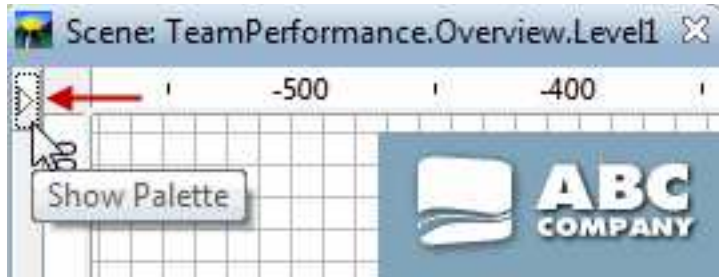 Scene: TeamPerformance.Overview.Level1
-500 -400
Show Palette
ABC
COMPANY